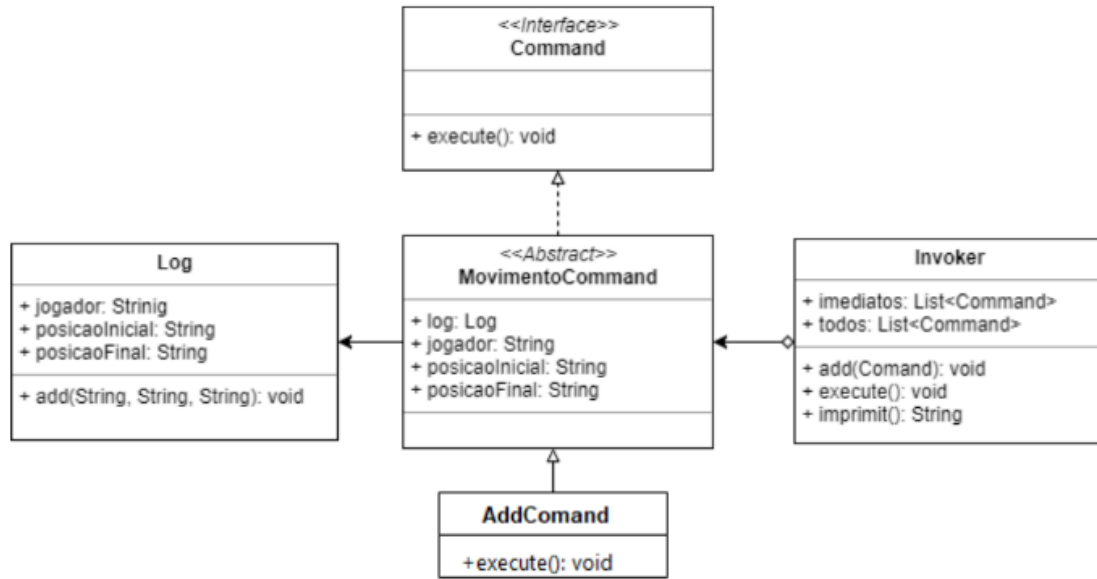 <<Interface>>
Command
+ execute(): void
Log
+ jogador: Strinig
+ posicaoInicial: String
+ posicaoFinal: String
+ add(String, String, String): void
<<Abstract>>
MovimentoCommand
+ log: Log
+ jogador: String
+ posicaoInicial: String
+ posicaoFinal: String
Invoker
+ imediatos: List<Command>
+ todos: List<Command>
+ add(Comand): void
+ execute(): void
+ imprimit(): String
AddComand
+execute(): void